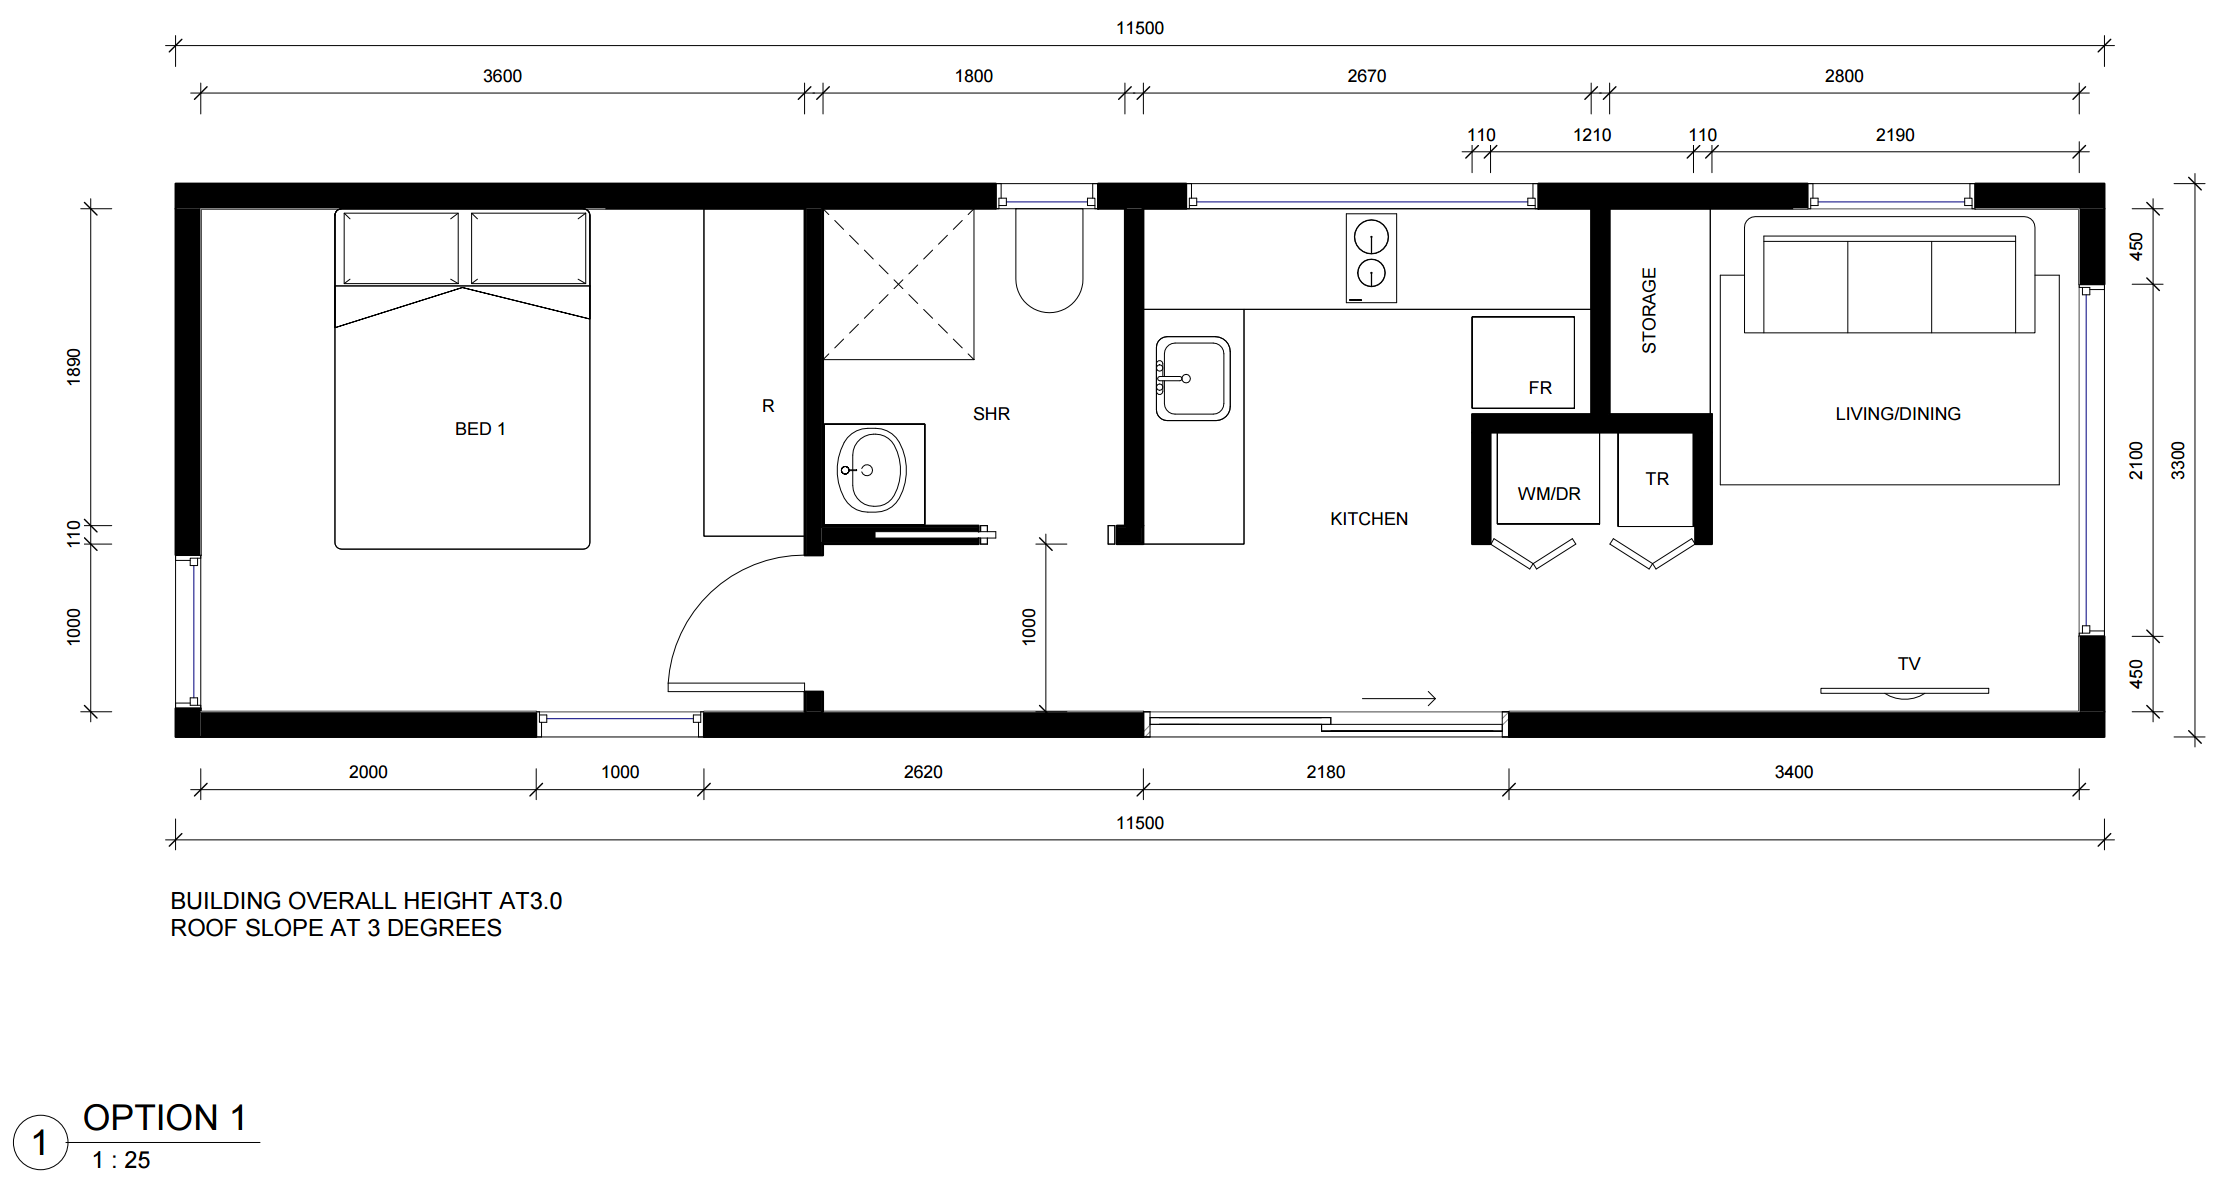 11500
3600
1800
2670
2800
110
1210
110
2190
450
2100
3300
450
1890
110
1000
BED 1
R
SHR
1000
KITCHEN
FR
WM/DR
TR
STORAGE
LIVING/DINING
TV
2000
1000
2620
2180
3400
11500
BUILDING OVERALL HEIGHT AT3.0
ROOF SLOPE AT 3 DEGREES
1
OPTION 1
1 : 25